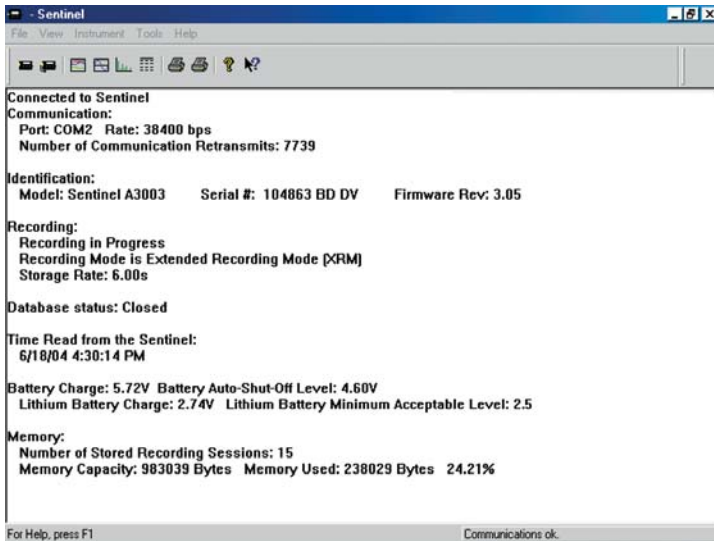 - Sentinel
File View Instrument Tools Help
Connected to Sentinel
Communication:
Port: COM2 Rate: 38400 bps
Number of Communication Retransmits: 7739
Identification:
Model: Sentinel A3003 Serial #: 104863 BD DV Firmware Rev: 3.05
Recording:
Recording in Progress
Recording Mode is Extended Recording Mode (XRM)
Storage Rate: 6.00s
Database status: Closed
Time Read from the Sentinel:
6/18/04 4:30:14 PM
Battery Charge: 5.72V Battery Auto-Shut-Off Level: 4.60V
Lithium Battery Charge: 2.74V Lithium Battery Minimum Acceptable Level: 2.5
Memory:
Number of Stored Recording Sessions: 15
Memory Capacity: 983039 Bytes Memory Used: 238029 Bytes 24.21%
For Help, press F1
Communications ok.